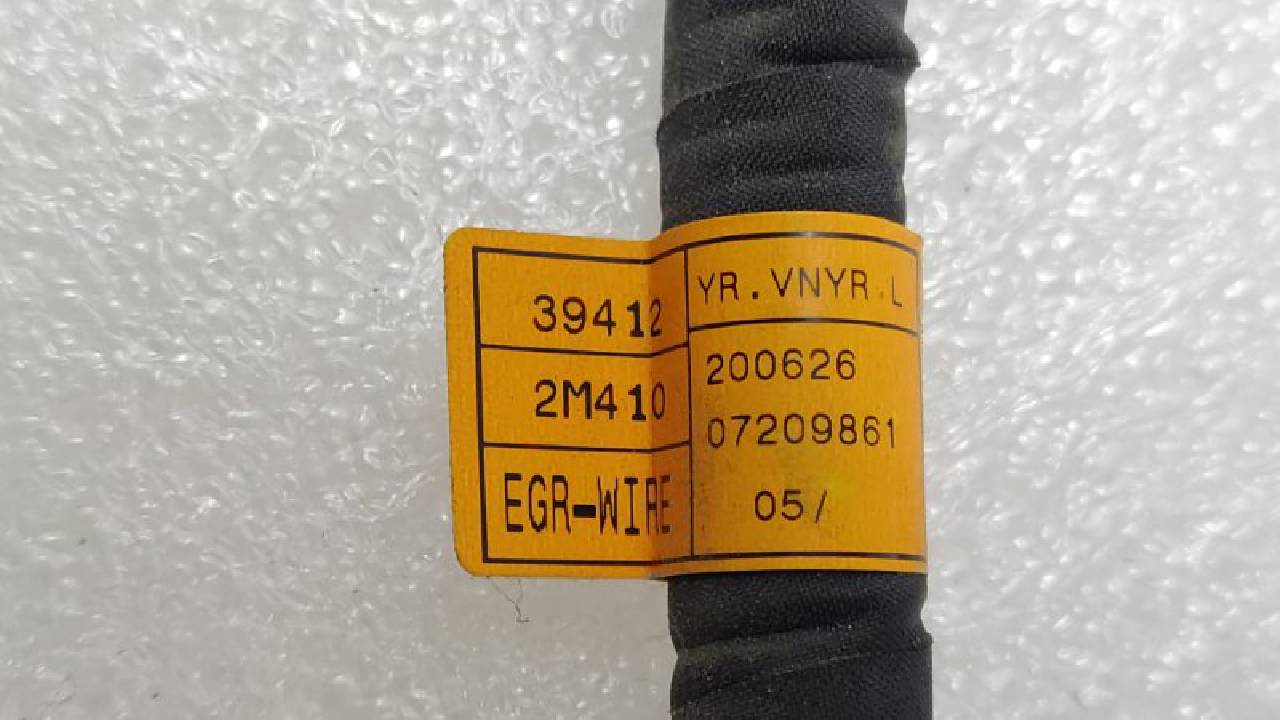 39412
2M410
EGR-WIRE
YR.VNYR.L
200626
07209861
05/